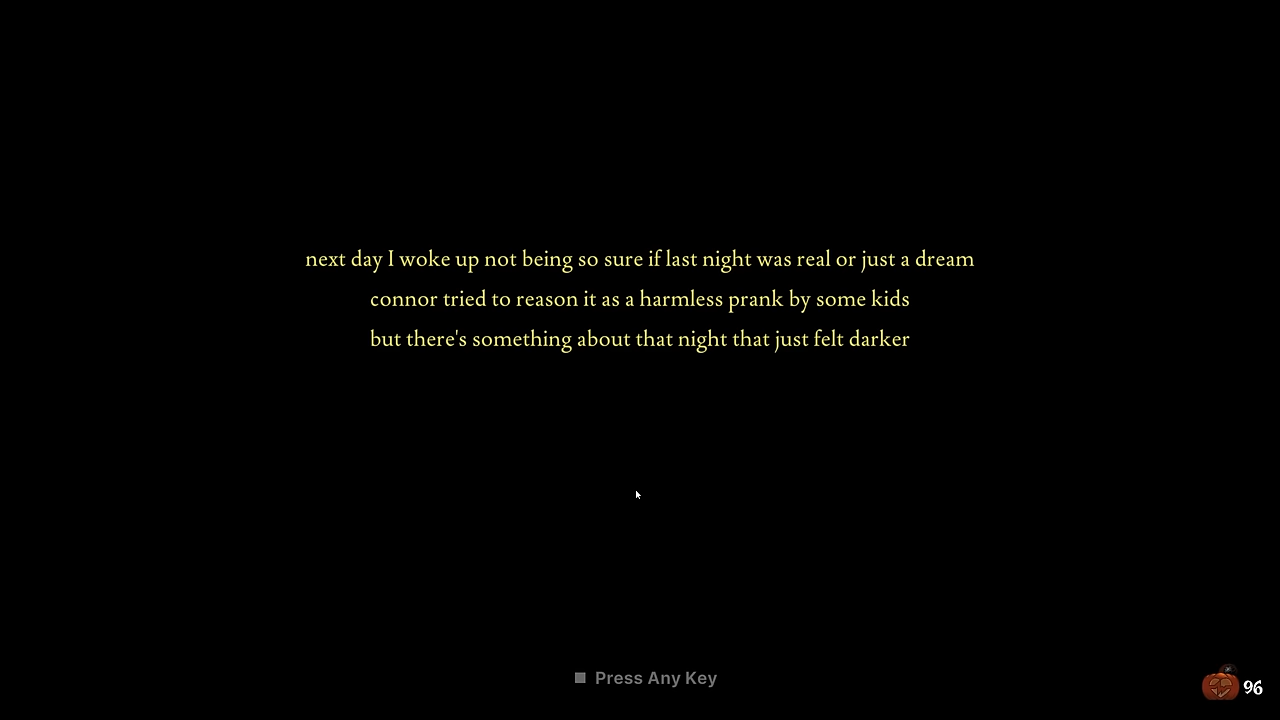 next day I woke up not being so sure if last night was real or just a dream
connor tried to reason it as a harmless prank by some kids
but there's something about that night that just felt darker
Press Any Key
96